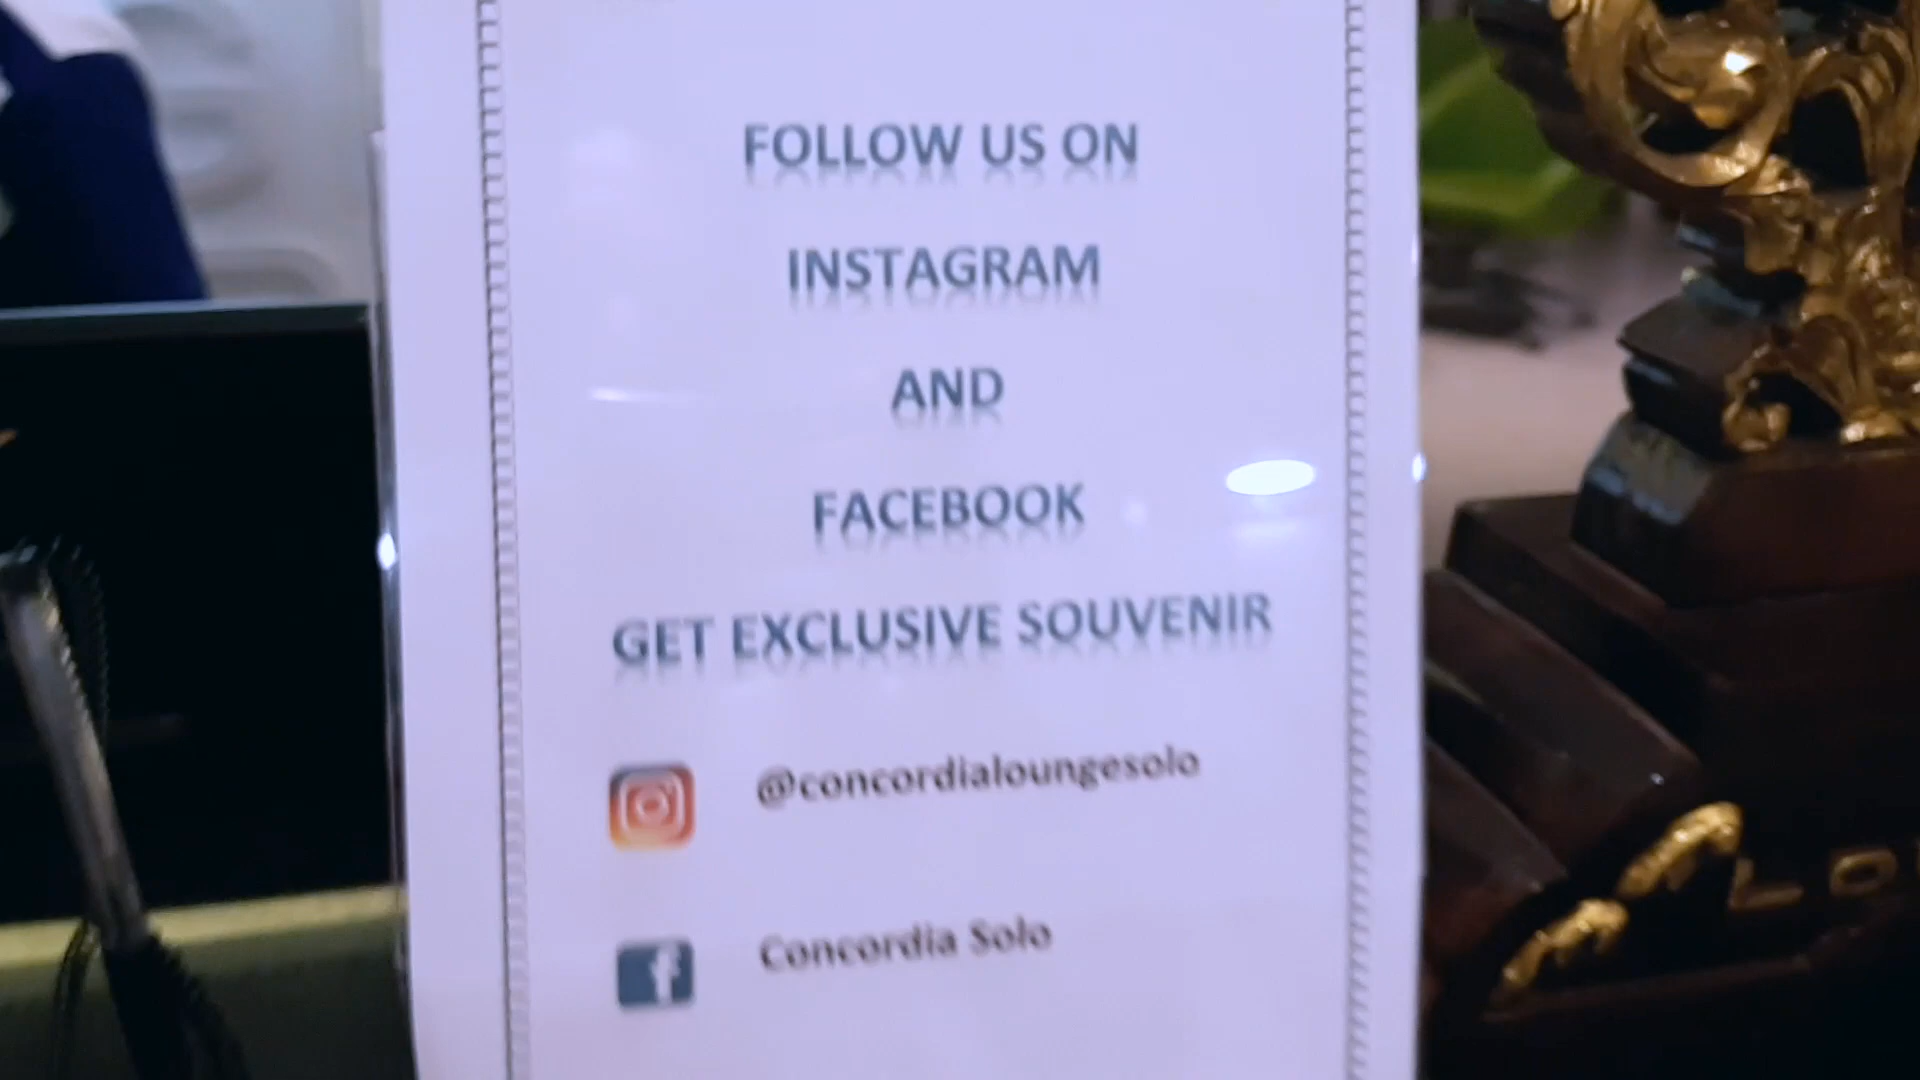 FOLLOW US ON
INSTAGRAM
AND
FACEBOOK
GET EXCLUSIVE SOUVENIR
@concordialoungesolo
Concordia Solo